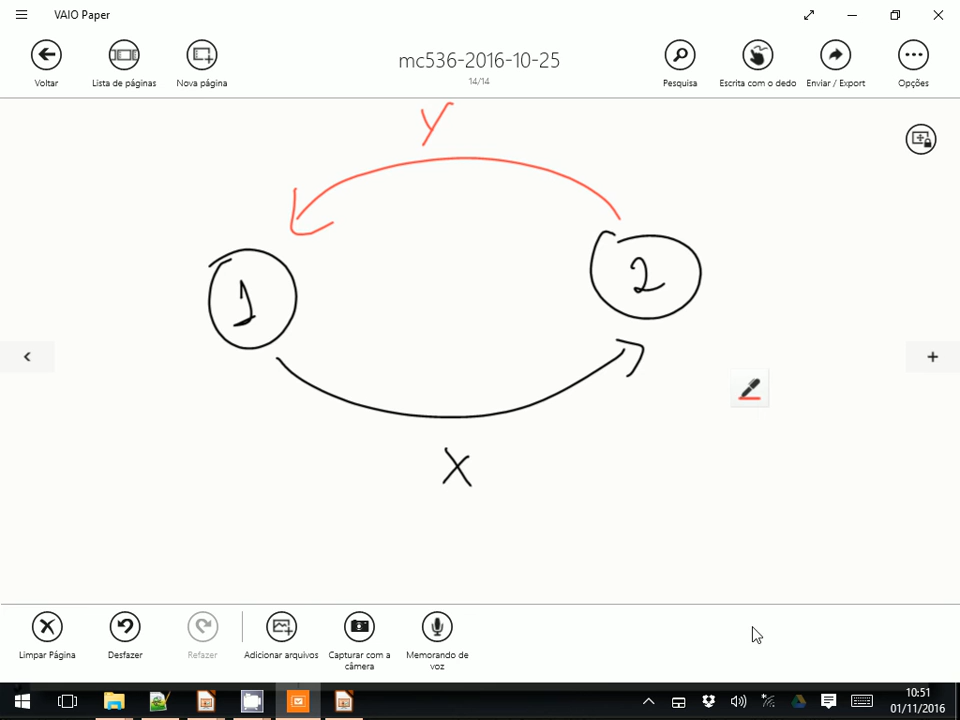 VAIO Paper
Voltar
Lista de páginas
Nova página
mc536-2016-10-25
14/14
Pesquisa
Escrita com o dedo
Enviar / Export
Opções
Y
1
2
X
Limpar Página
Desfazer
Refazer
Adicionar arquivos
Capturar com a
câmera
Memorando de
voz
10:51
01/11/2016